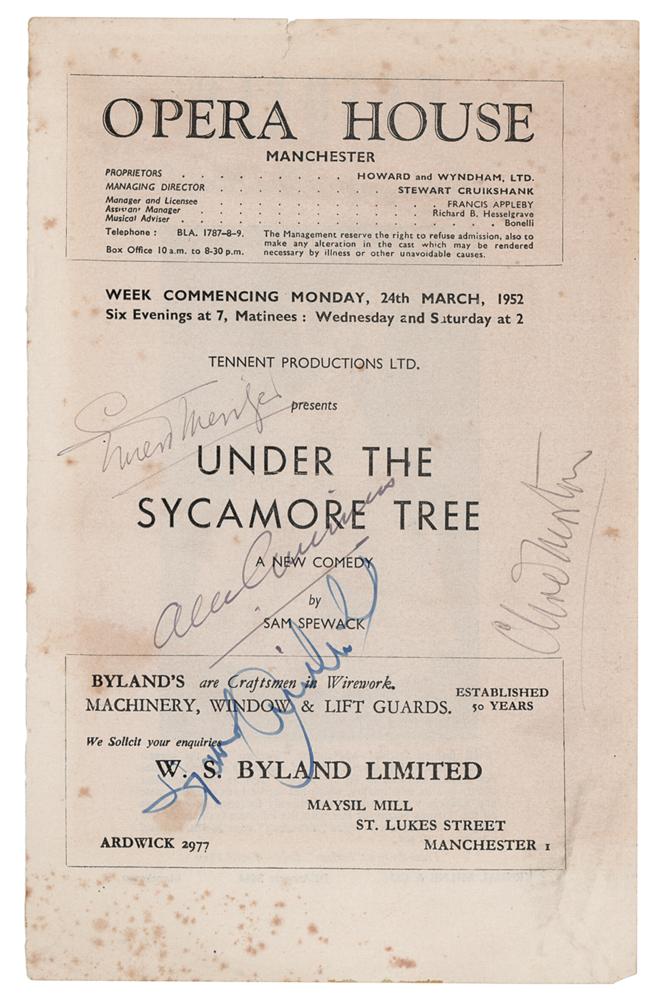 OPERA HOUSE
MANCHESTER
PROPRIETORS . . . . . . . . HOWARD and WYNDHAM, LTD.
MANAGING DIRECTOR . . . . . . . . STEWART CRUIKSHANK
Manager and Licensee . . . . . . . . FRANCIS APPLEBY
Assistant Manager . . . . . . . . Richard B. Hesselgrave
Musical Adviser . . . . . . . . Bonelli
Telephone : BLA. 1787-8-9.
Box Office 10 a.m. to 8-30 p.m.
The Management reserve the right to refuse admission, also to
make any alteration in the cast which may be rendered
necessary by illness or other unavoidable causes.
WEEK COMMENCING MONDAY, 24th MARCH, 1952
Six Evenings at 7, Matinees : Wednesday and Saturday at 2
TENNENT PRODUCTIONS LTD.
presents
UNDER THE
SYCAMORE TREE
A NEW COMEDY
by
SAM SPEWACK
BYLAND'S are Craftsmen in Wirework.
MACHINERY, WINDOW & LIFT GUARDS.
ESTABLISHED
50 YEARS
We Solicit your enquiries
W. S. BYLAND LIMITED
MAYSIL MILL
ST. LUKES STREET
ARDWICK 2977 MANCHESTER 1